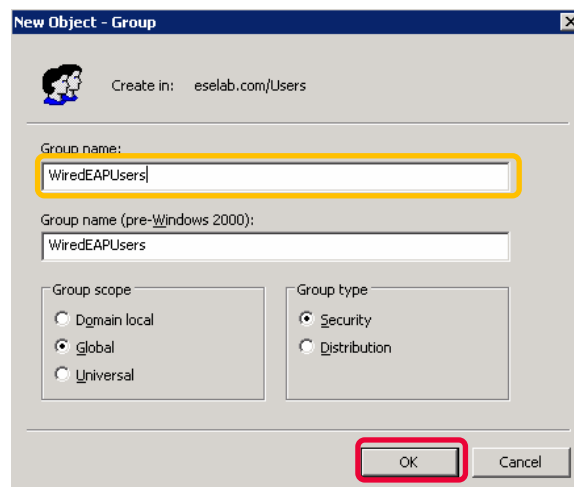 New Object - Group
Create in: eselab.com/Users
Group name:
WiredEAPUsers
Group name (pre-Windows 2000):
WiredEAPUsers
Group scope
Domain local
Global
Universal
Group type
Security
Distribution
OK
Cancel